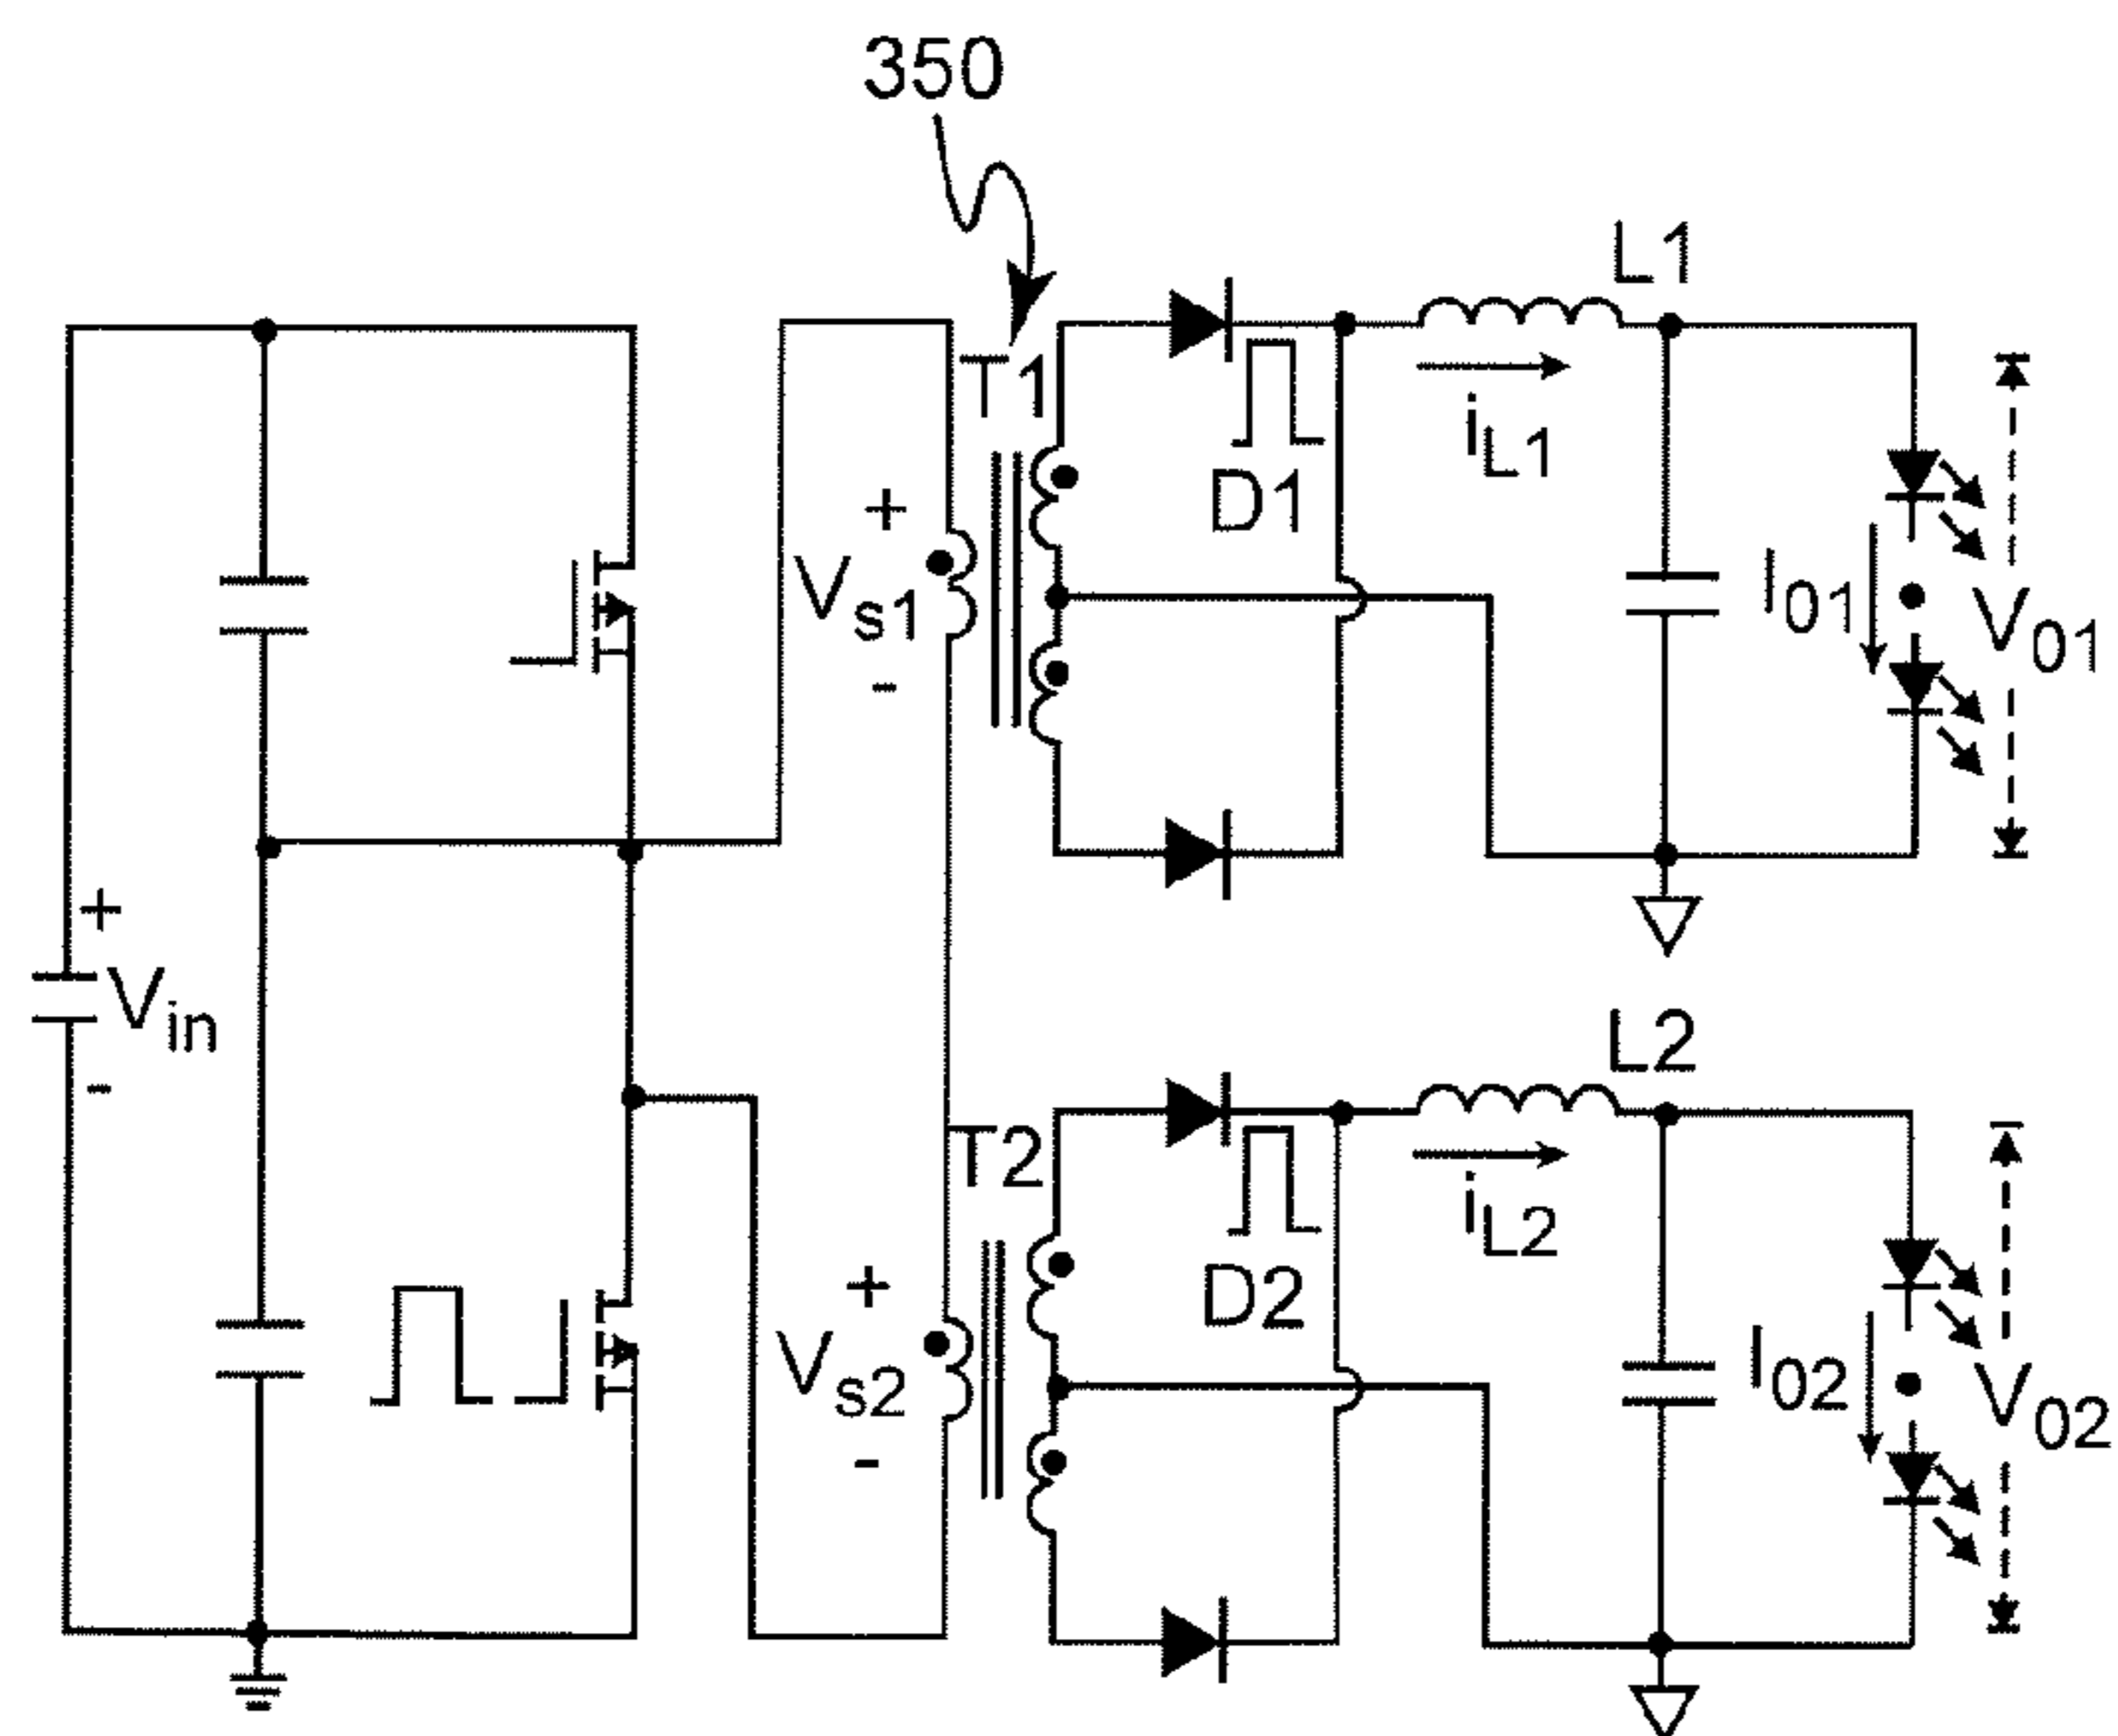 350
L1
T1
iL1
D1
+
Vs1
-
I01
V01
+
Vin
-
L2
T2
iL2
D2
+
Vs2
-
I02
V02